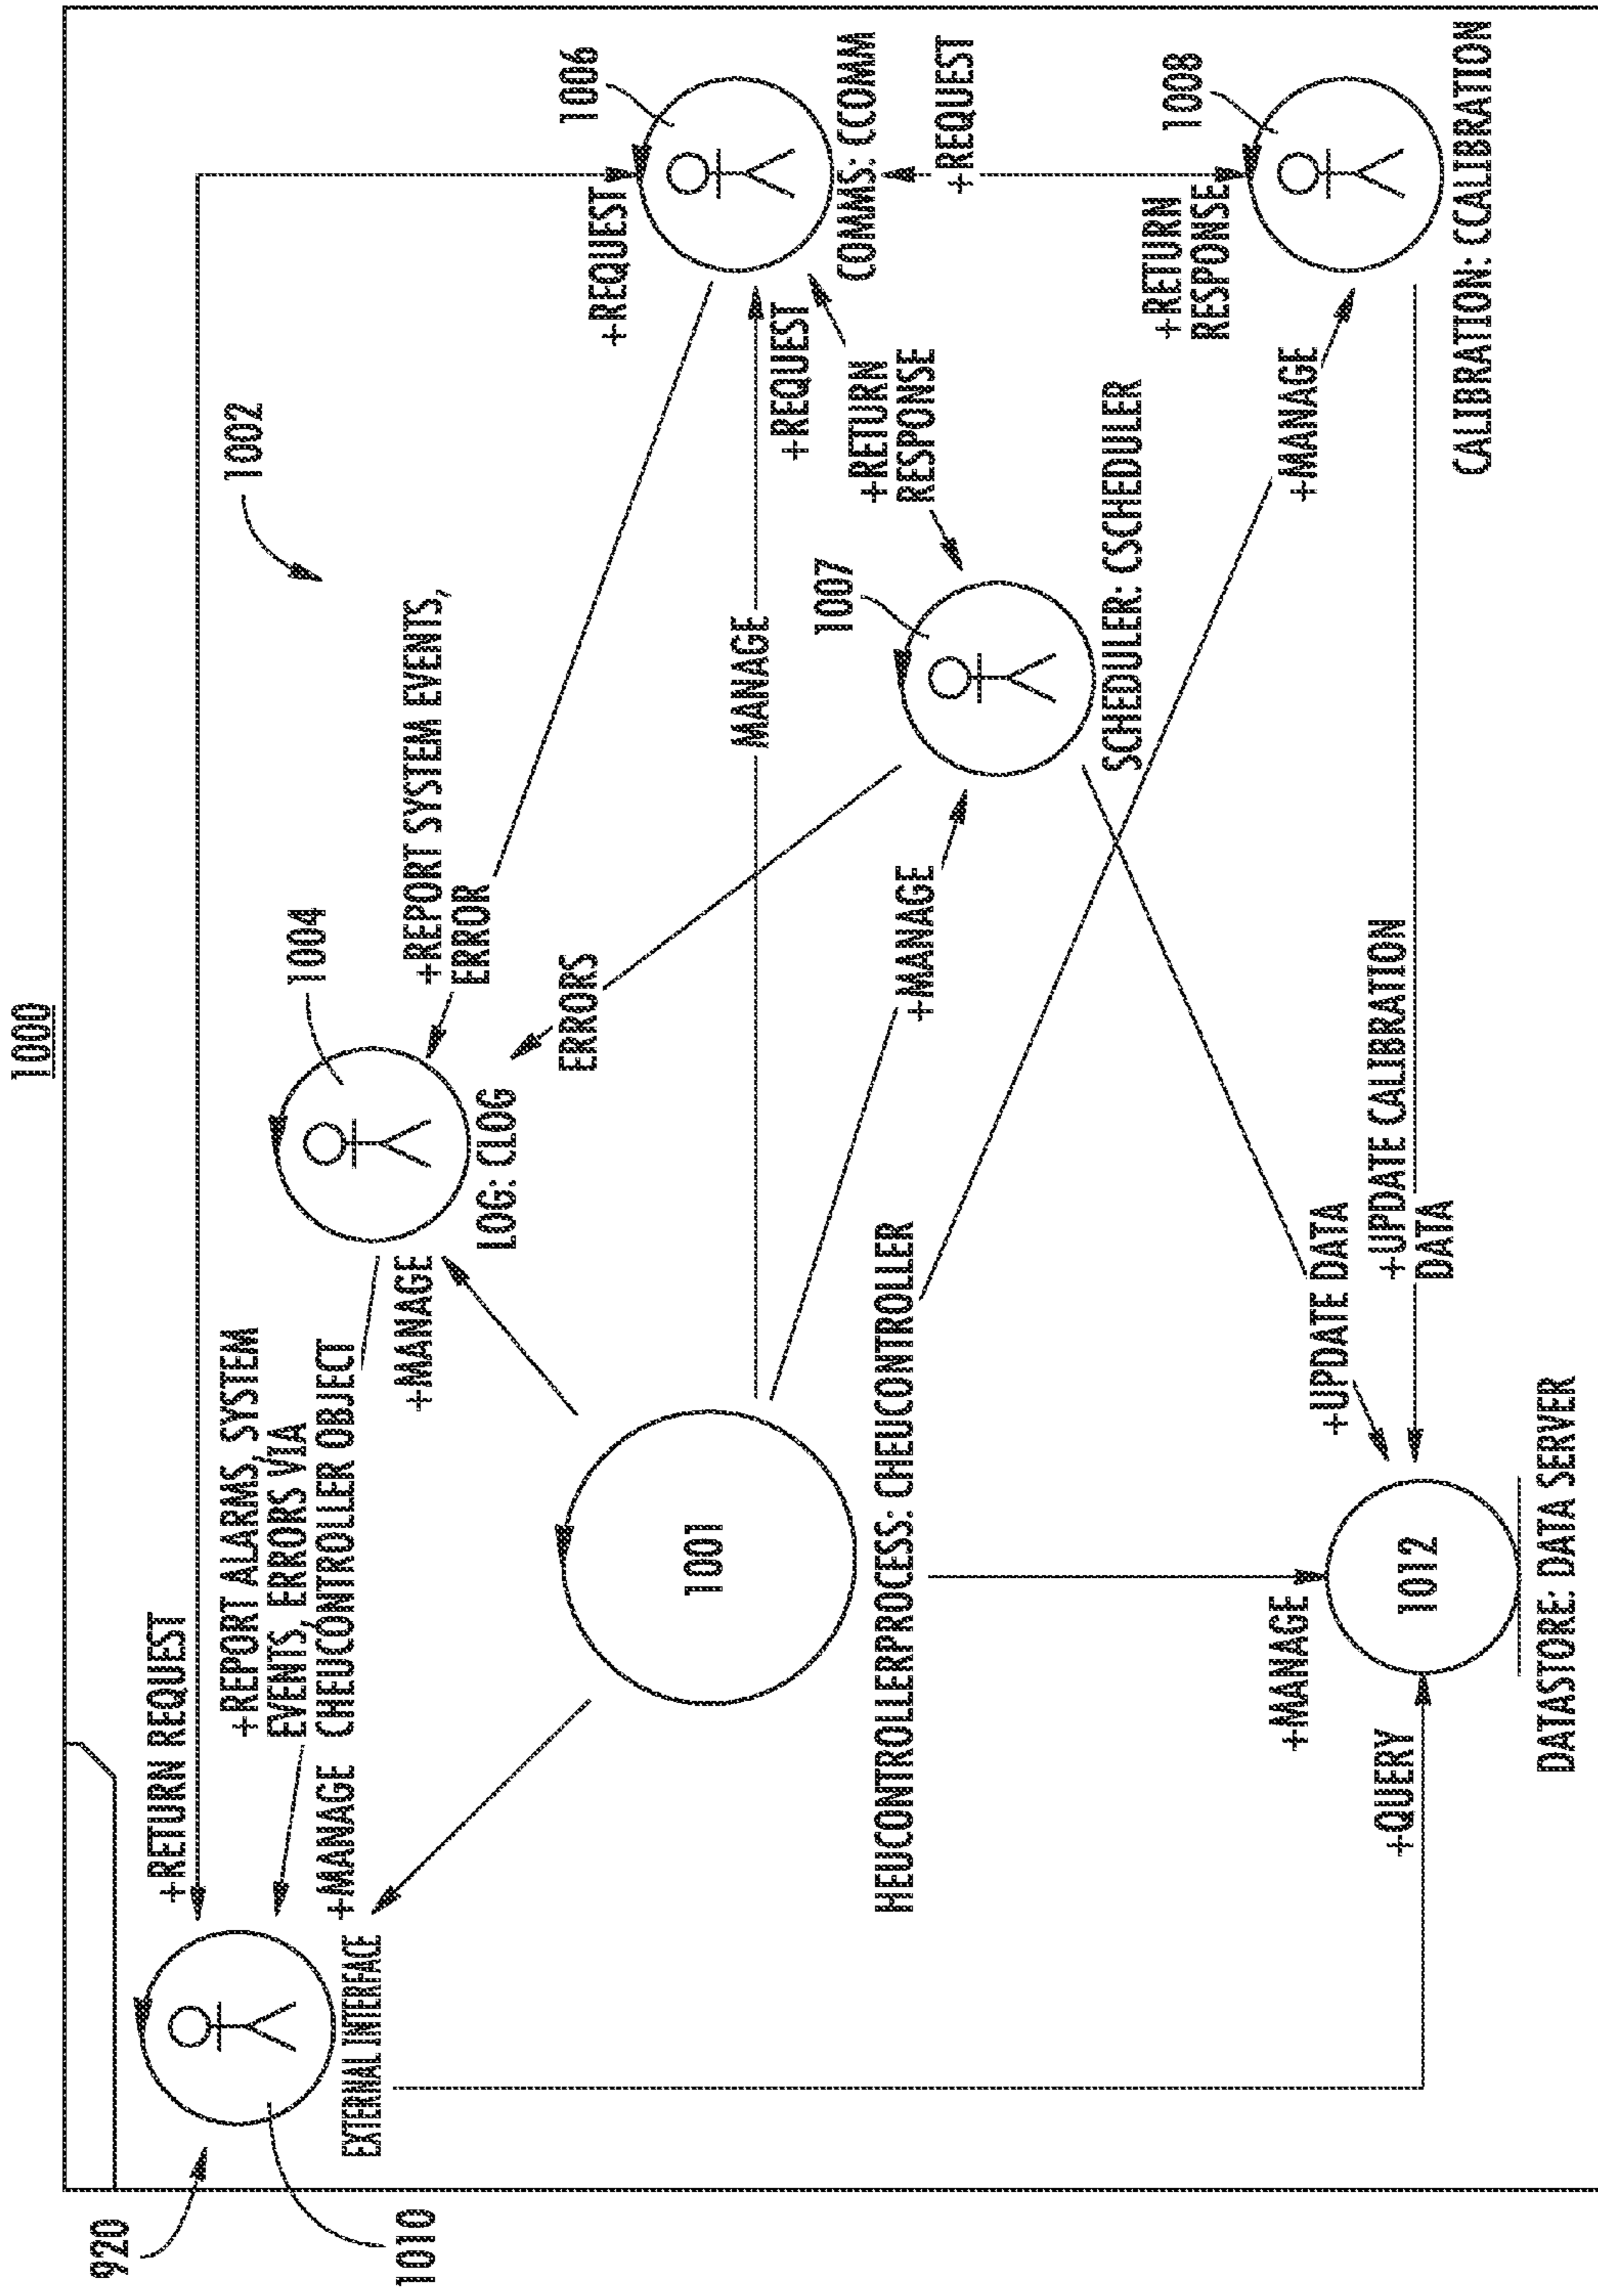 1000
920
1010
+RETURN REQUEST
+REPORT ALARMS, SYSTEM
EVENTS, ERRORS VIA
CHEUCONTROLLER OBJECT
+MANAGE
EXTERNAL INTERFACE
1004
LOG: CLOG
+MANAGE
+REPORT SYSTEM EVENTS,
ERROR
ERRORS
1002
1006
+REQUEST
COMMS: CCOMM
MANAGE
+REQUEST
+RETURN
RESPONSE
+REQUEST
1007
SCHEDULER: CSCHEDULER
+MANAGE
1001
HEUCONTROLLERPROCESS: CHEUCONTROLLER
+RETURN
RESPONSE
1008
CALIBRATION: CCALIBRATION
+MANAGE
+MANAGE
+QUERY
1012
DATASTORE: DATA SERVER
+UPDATE DATA
+UPDATE CALIBRATION
DATA